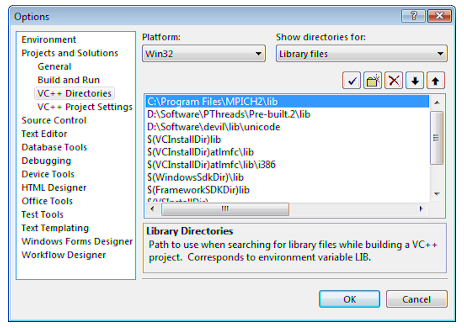 Options
Environment
Projects and Solutions
General
Build and Run
VC++ Directories
VC++ Project Settings
Source Control
Text Editor
Database Tools
Debugging
Device Tools
HTML Designer
Office Tools
Test Tools
Text Templating
Windows Forms Designer
Workflow Designer
Platform:
Win32
Show directories for:
Library files
C:\Program Files\MPICH2\lib
D:\Software\PThreads\Pre-built.2\lib
D:\Software\devil\lib\unicode
$(VCInstallDir)lib
$(VCInstallDir)atlmfc\lib
$(VCInstallDir)atlmfc\lib\i386
$(WindowsSdkDir)\lib
$(FrameworkSDKDir)lib
$(VSInstallDir)
Library Directories
Path to use when searching for library files while building a VC++
project. Corresponds to environment variable LIB.
OK
Cancel